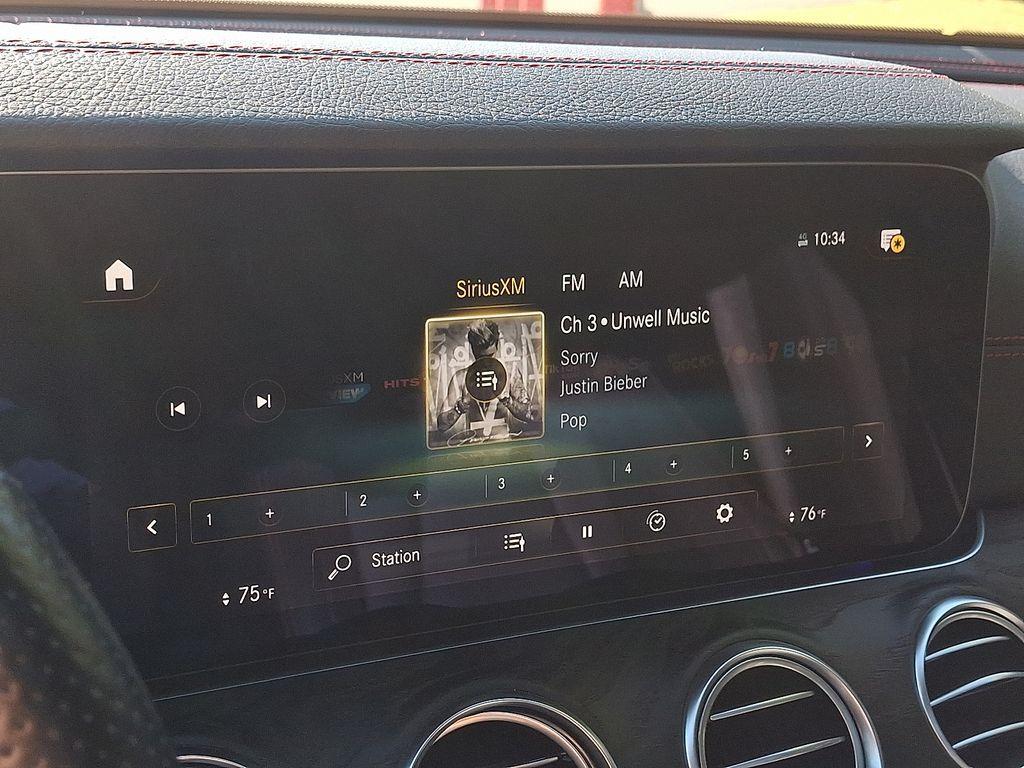 4G 10:34
SiriusXM FM AM
Ch 3 • Unwell Music
Sorry
Justin Bieber
Pop
HITS
1 + 2 + 3 + 4 + 5 +
Station
75°F
76°F